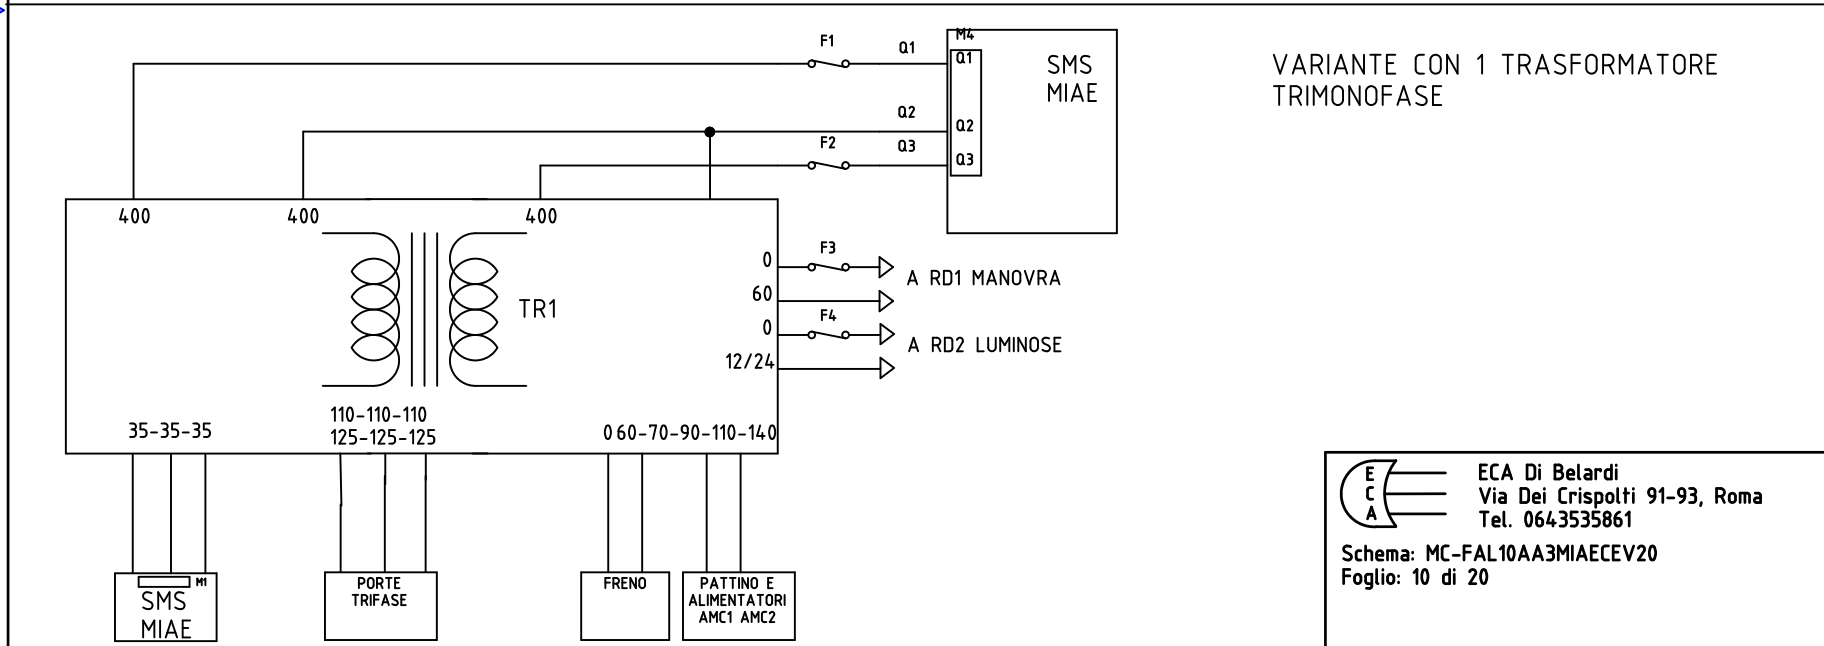 F1
Q1
M4
Q1
SMS
MIAE
VARIANTE CON 1 TRASFORMATORE
TRIMONOFASE
Q2
Q2
F2
Q3
Q3
400
400
400
TR1
0
F3
A RD1 MANOVRA
60
0
F4
A RD2 LUMINOSE
12/24
35-35-35
110-110-110
125-125-125
0 60-70-90-110-140
M1
SMS
MIAE
PORTE
TRIFASE
FRENO
PATTINO E
ALIMENTATORI
AMC1 AMC2
E
C
A
ECA Di Belardi
Via Dei Crispolti 91-93, Roma
Tel. 0643535861
Schema: MC-FAL10AA3MIAECEV20
Foglio: 10 di 20